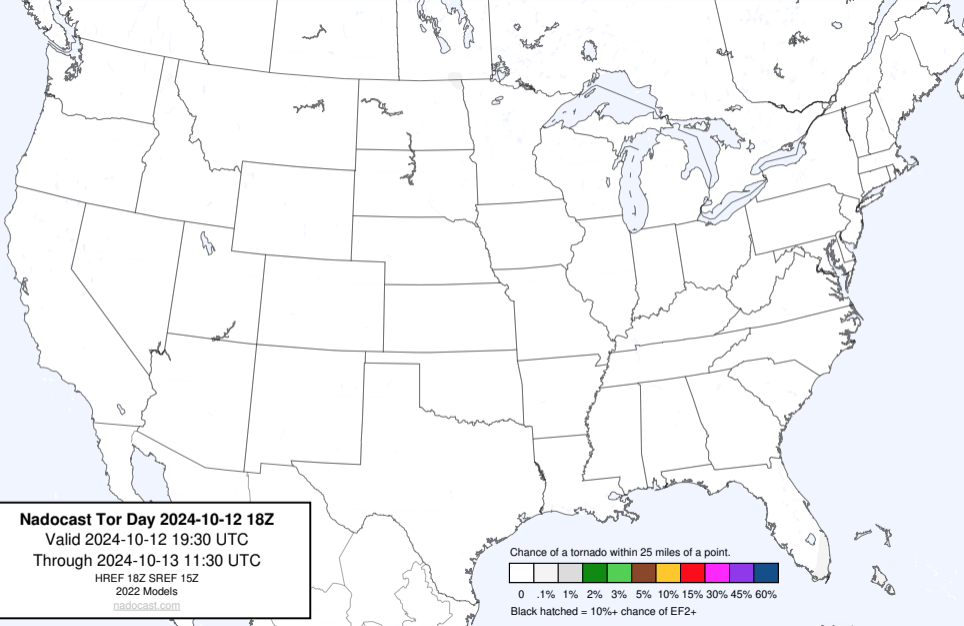 Nadocast Tor Day 2024-10-12 18Z
Valid 2024-10-12 19:30 UTC
Through 2024-10-13 11:30 UTC
HREF 18Z SREF 15Z
2022 Models
nadocast.com
Chance of a tornado within 25 miles of a point.
0 .1% 1% 2% 3% 5% 10% 15% 30% 45% 60%
Black hatched = 10%+ chance of EF2+